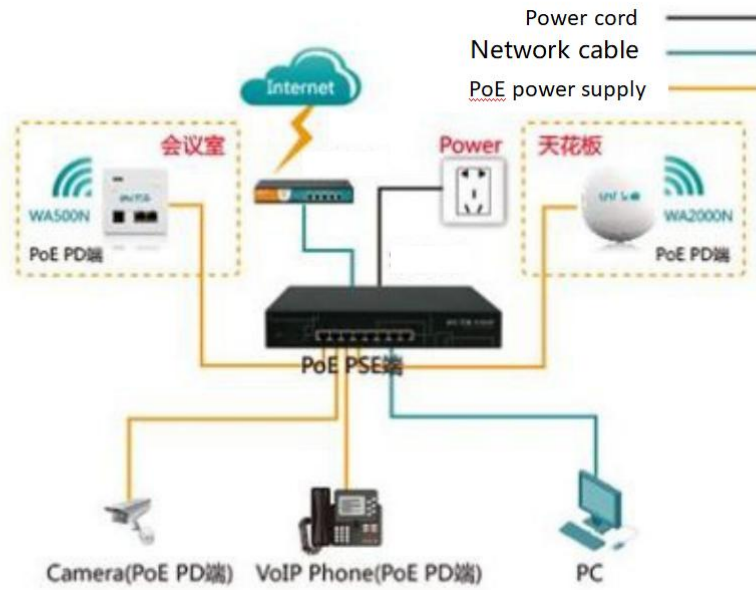 Power cord
Network cable
PoE power supply
Internet
会议室
Power
天花板
WA500N
WA2000N
PoE PD端
PoE PD端
PoE PSE端
Camera(PoE PD端)
VoIP Phone(PoE PD端)
PC